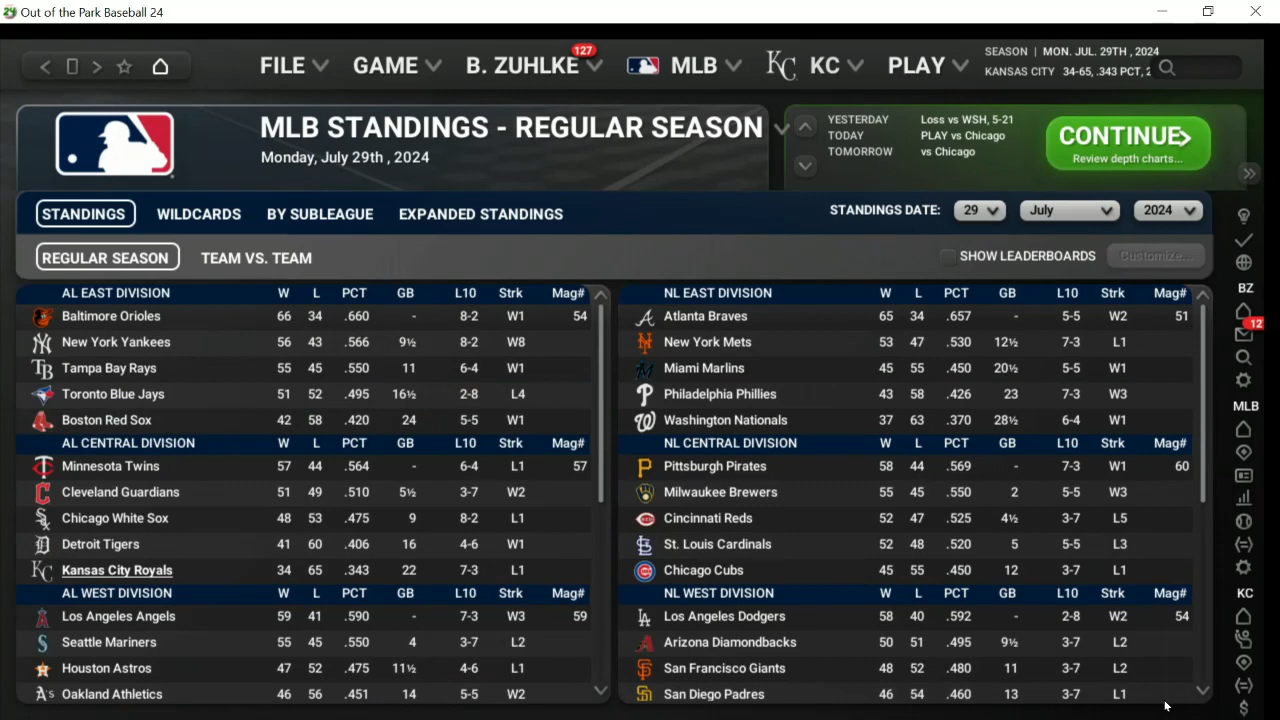 Out of the Park Baseball 24
FILE GAME B. ZUHLKE 127 MLB KC KC PLAY
SEASON | MON. JUL. 29TH , 2024
KANSAS CITY 34-65, .343 PCT, 2
MLB STANDINGS - REGULAR SEASON
Monday, July 29th , 2024
YESTERDAY Loss vs WSH, 5-21
TODAY PLAY vs Chicago
TOMORROW vs Chicago
CONTINUE
Review depth charts...
STANDINGS WILDCARDS BY SUBLEAGUE EXPANDED STANDINGS STANDINGS DATE: 29 July 2024
REGULAR SEASON TEAM VS. TEAM SHOW LEADERBOARDS Customize...
AL EAST DIVISION W L PCT GB L10 Strk Mag#
Baltimore Orioles 66 34 .660 - 8-2 W1 54
New York Yankees 56 43 .566 9½ 8-2 W8
Tampa Bay Rays 55 45 .550 11 6-4 W1
Toronto Blue Jays 51 52 .495 16½ 2-8 L4
Boston Red Sox 42 58 .420 24 5-5 W1
AL CENTRAL DIVISION W L PCT GB L10 Strk Mag#
Minnesota Twins 57 44 .564 - 6-4 L1 57
Cleveland Guardians 51 49 .510 5½ 3-7 W2
Chicago White Sox 48 53 .475 9 8-2 L1
Detroit Tigers 41 60 .406 16 4-6 W1
Kansas City Royals 34 65 .343 22 7-3 L1
AL WEST DIVISION W L PCT GB L10 Strk Mag#
Los Angeles Angels 59 41 .590 - 7-3 W3 59
Seattle Mariners 55 45 .550 4 3-7 L2
Houston Astros 47 52 .475 11½ 4-6 L1
Oakland Athletics 46 56 .451 14 5-5 W2
NL EAST DIVISION W L PCT GB L10 Strk Mag#
Atlanta Braves 65 34 .657 - 5-5 W2 51
New York Mets 53 47 .530 12½ 7-3 L1
Miami Marlins 45 55 .450 20½ 5-5 W1
Philadelphia Phillies 43 58 .426 23 7-3 W3
Washington Nationals 37 63 .370 28½ 6-4 W1
NL CENTRAL DIVISION W L PCT GB L10 Strk Mag#
Pittsburgh Pirates 58 44 .569 - 7-3 W1 60
Milwaukee Brewers 55 45 .550 2 5-5 W3
Cincinnati Reds 52 47 .525 4½ 3-7 L5
St. Louis Cardinals 52 48 .520 5 5-5 L3
Chicago Cubs 45 55 .450 12 3-7 L1
NL WEST DIVISION W L PCT GB L10 Strk Mag#
Los Angeles Dodgers 58 40 .592 - 2-8 W2 54
Arizona Diamondbacks 50 51 .495 9½ 3-7 L2
San Francisco Giants 48 52 .480 11 3-7 L2
San Diego Padres 46 54 .460 13 3-7 L1
BZ
12
MLB
KC